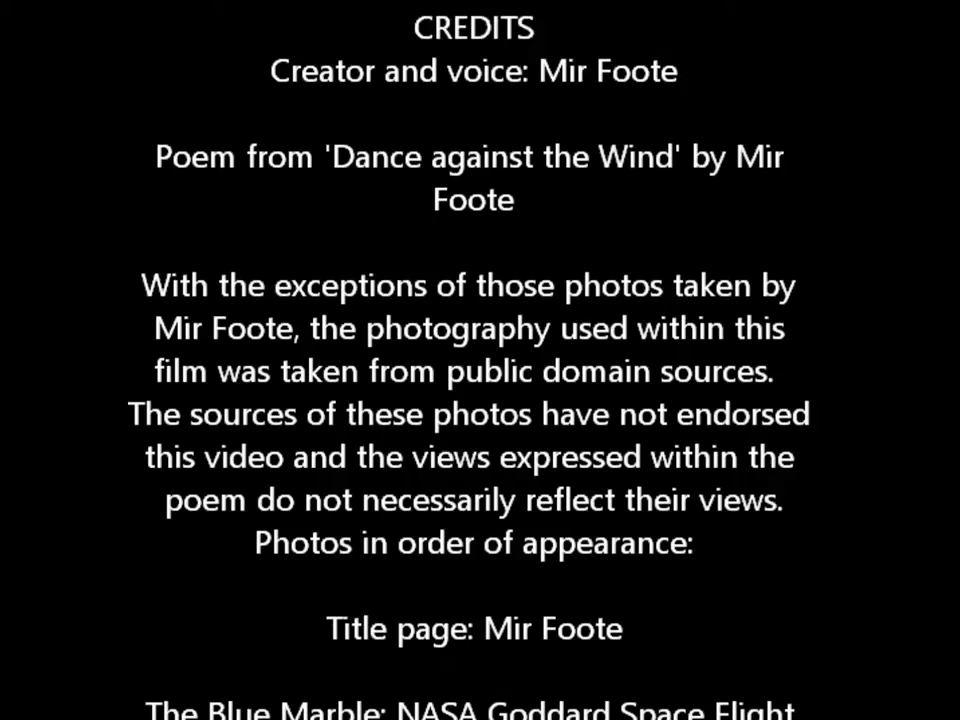 CREDITS
Creator and voice: Mir Foote
Poem from 'Dance against the Wind' by Mir
Foote
With the exceptions of those photos taken by
Mir Foote, the photography used within this
film was taken from public domain sources.
The sources of these photos have not endorsed
this video and the views expressed within the
poem do not necessarily reflect their views.
Photos in order of appearance:
Title page: Mir Foote
The Blue Marble: NASA Goddard Space Flight